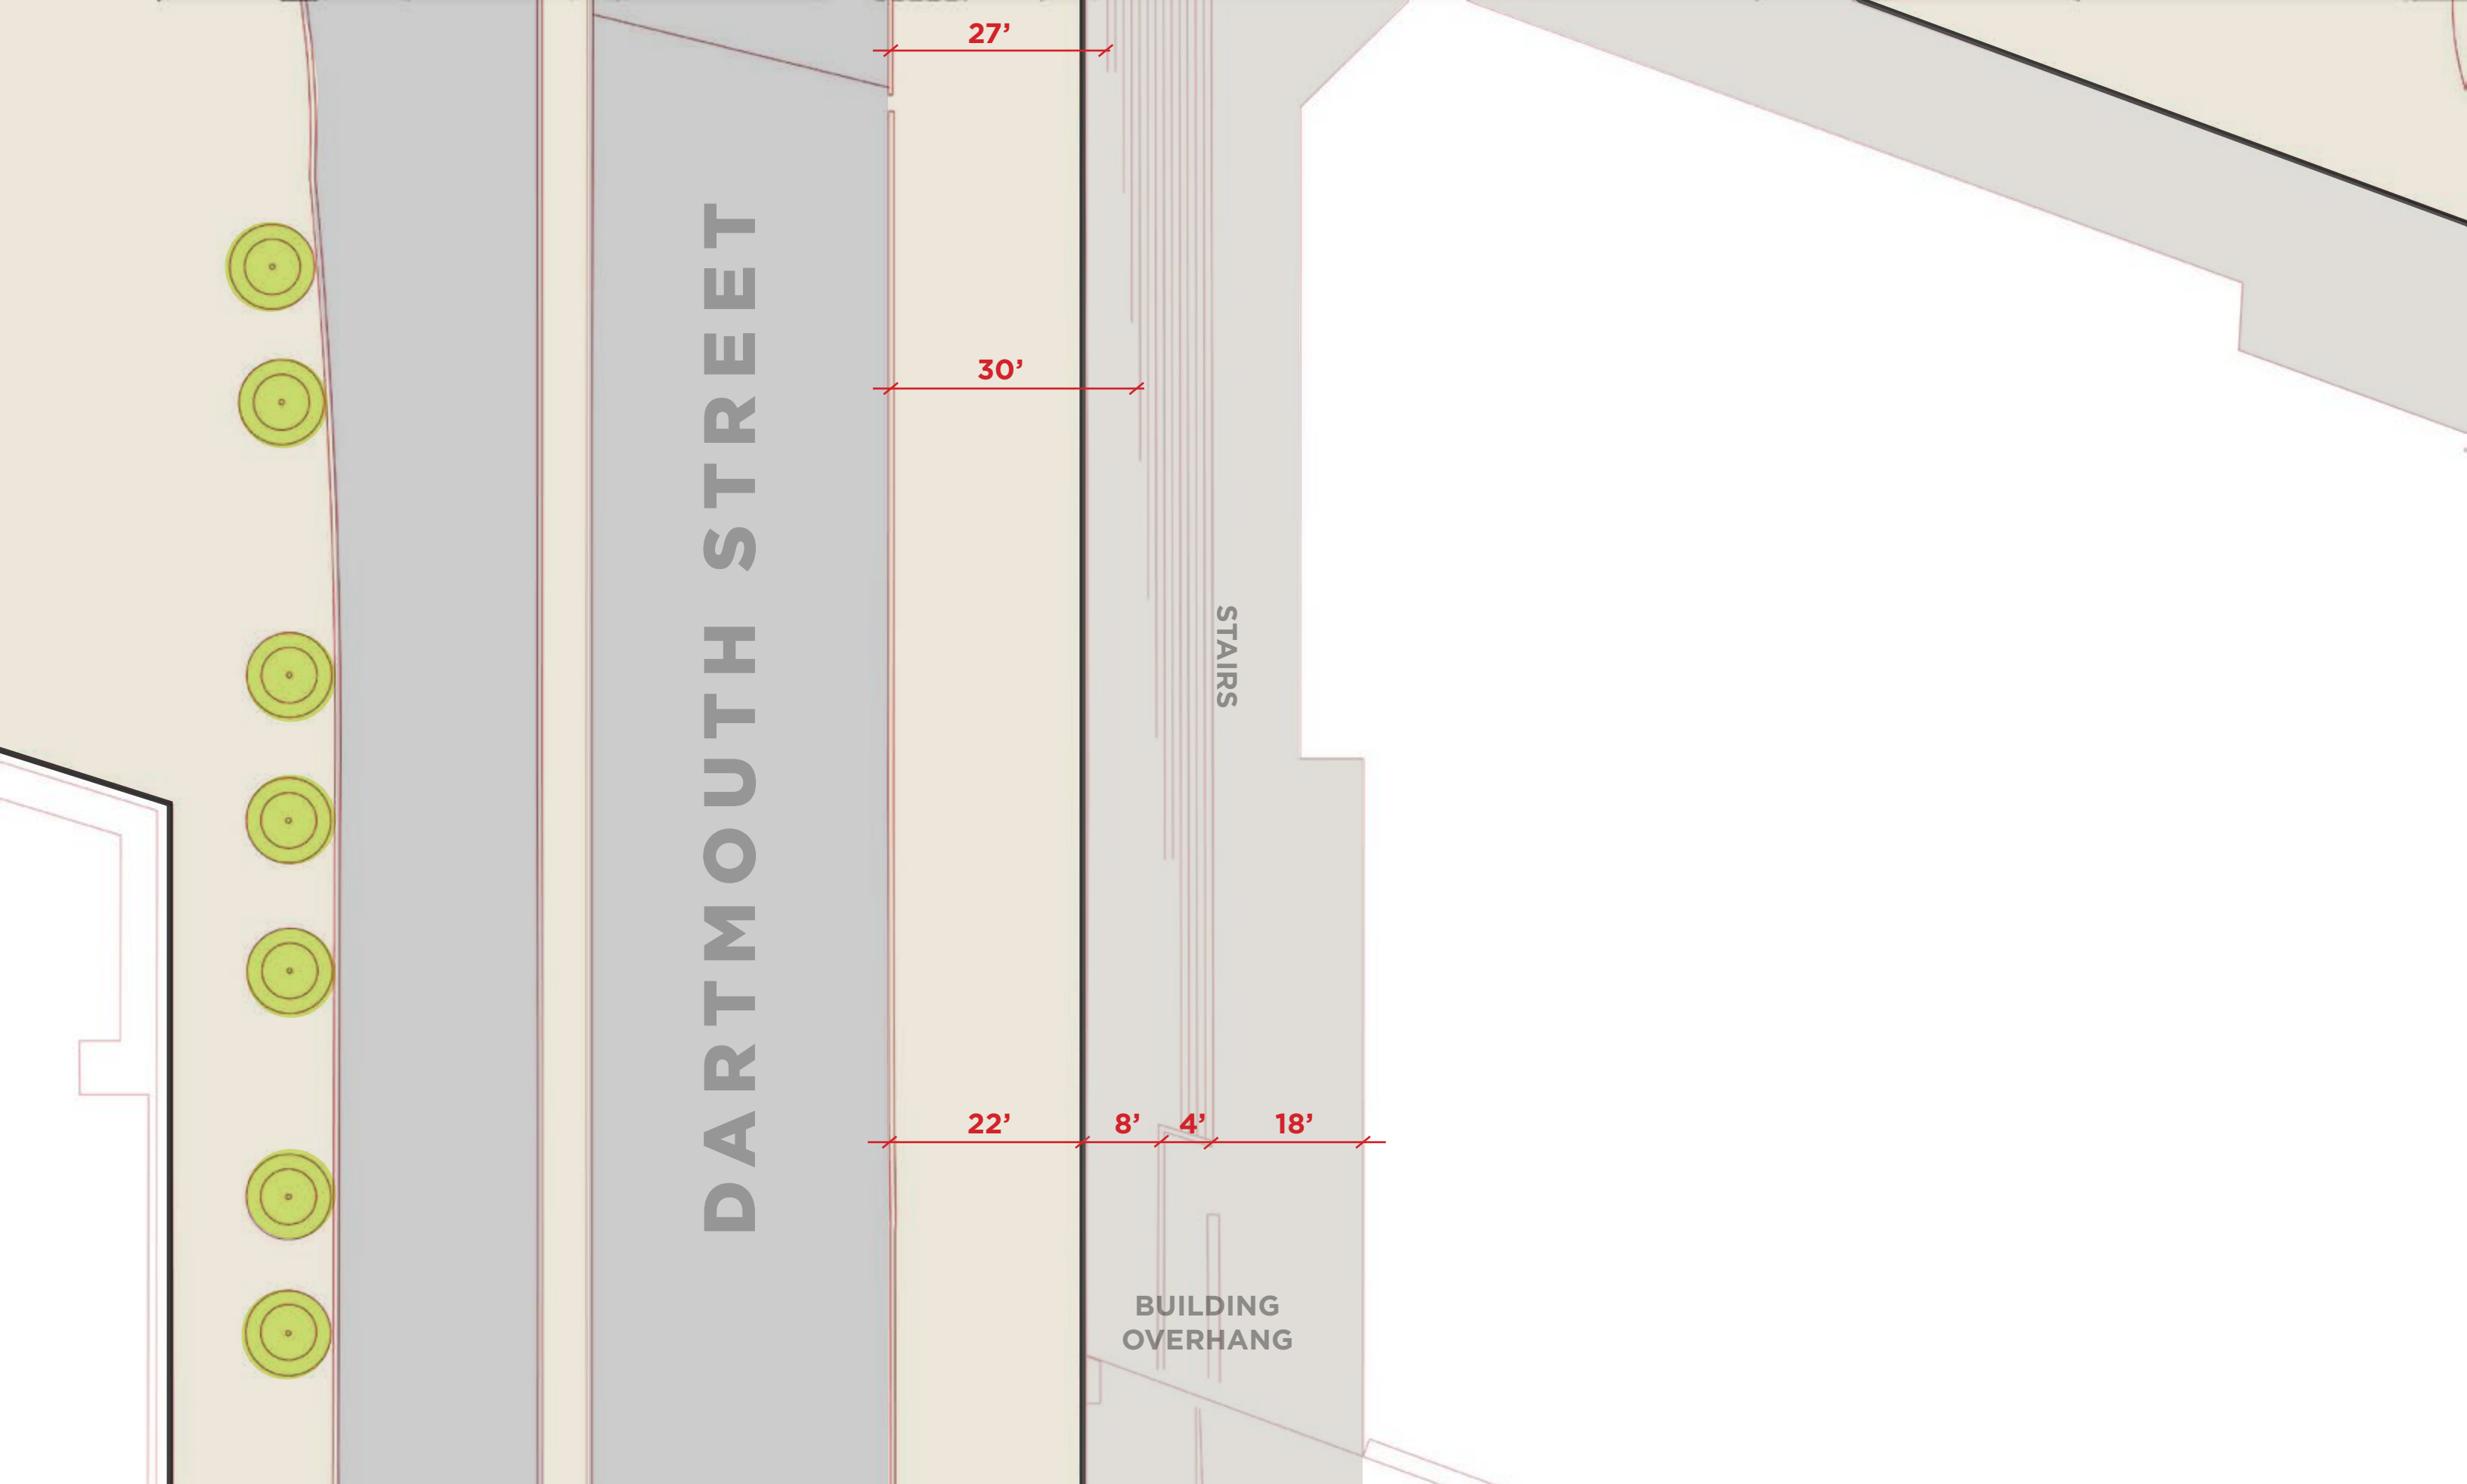 27’
30’
DARTMOUTH STREET
STAIRS
22’
8’
4’
18’
BUILDING
OVERHANG